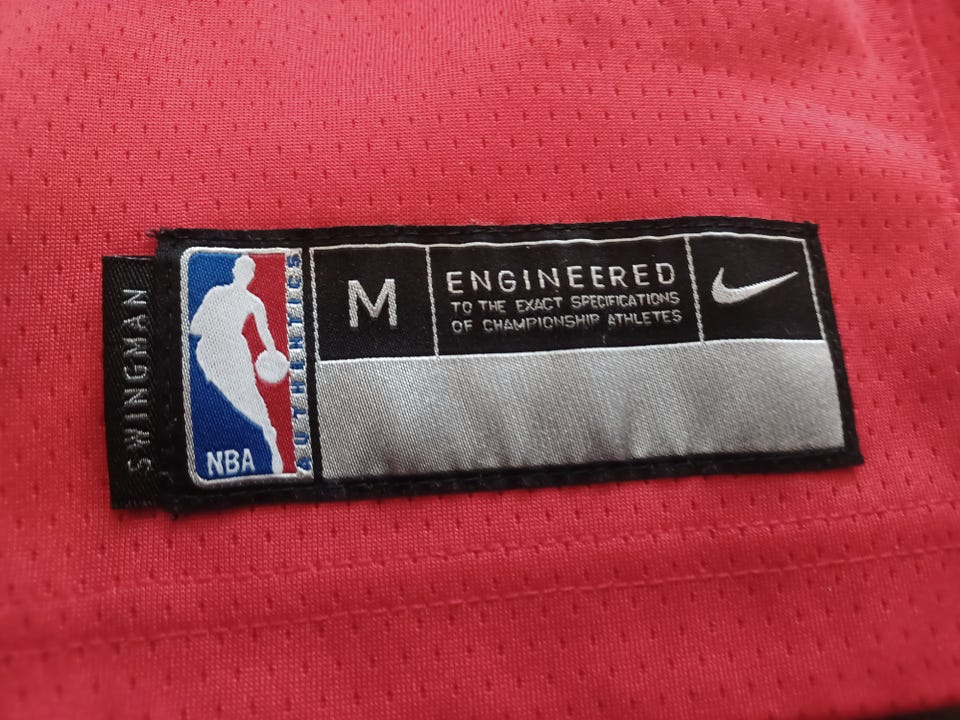 SWINGMAN
NBA
AUTHENTICS
M
ENGINEERED
TO THE EXACT SPECIFICATIONS
OF CHAMPIONSHIP ATHLETES